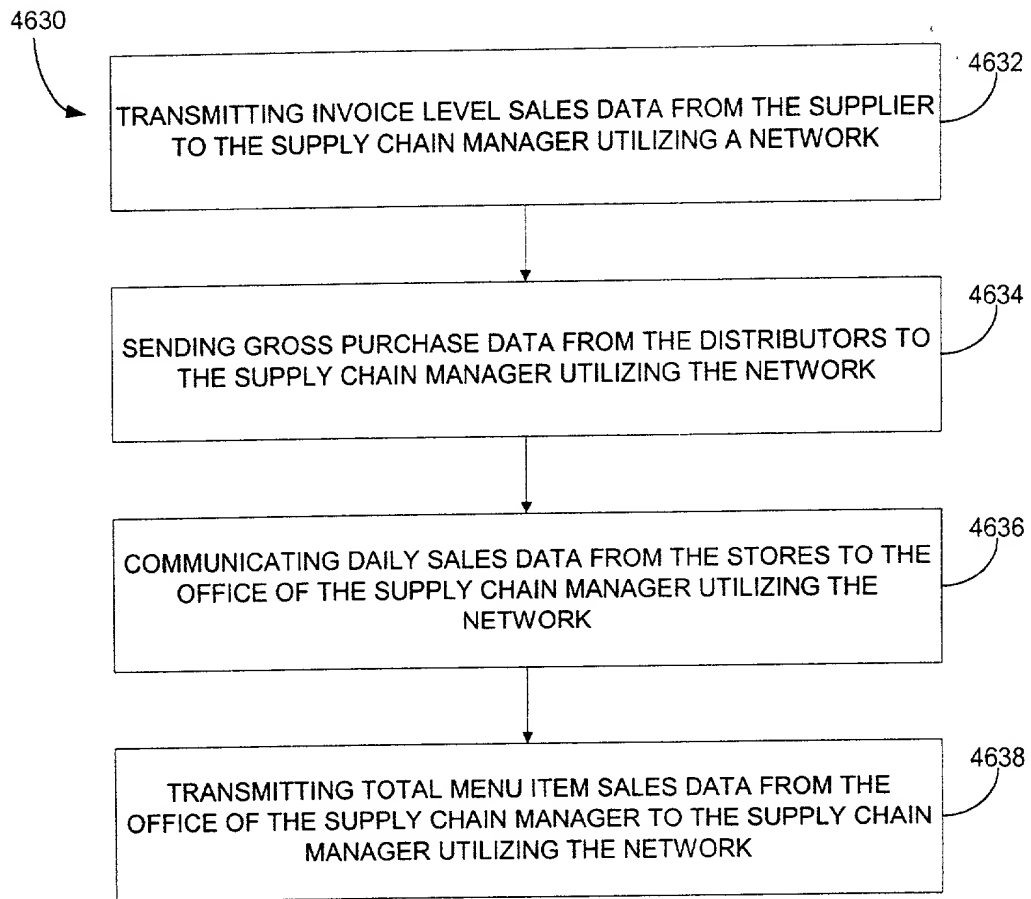 4630
4632
TRANSMITTING INVOICE LEVEL SALES DATA FROM THE SUPPLIER
TO THE SUPPLY CHAIN MANAGER UTILIZING A NETWORK
4634
SENDING GROSS PURCHASE DATA FROM THE DISTRIBUTORS TO
THE SUPPLY CHAIN MANAGER UTILIZING THE NETWORK
4636
COMMUNICATING DAILY SALES DATA FROM THE STORES TO THE
OFFICE OF THE SUPPLY CHAIN MANAGER UTILIZING THE
NETWORK
4638
TRANSMITTING TOTAL MENU ITEM SALES DATA FROM THE
OFFICE OF THE SUPPLY CHAIN MANAGER TO THE SUPPLY CHAIN
MANAGER UTILIZING THE NETWORK